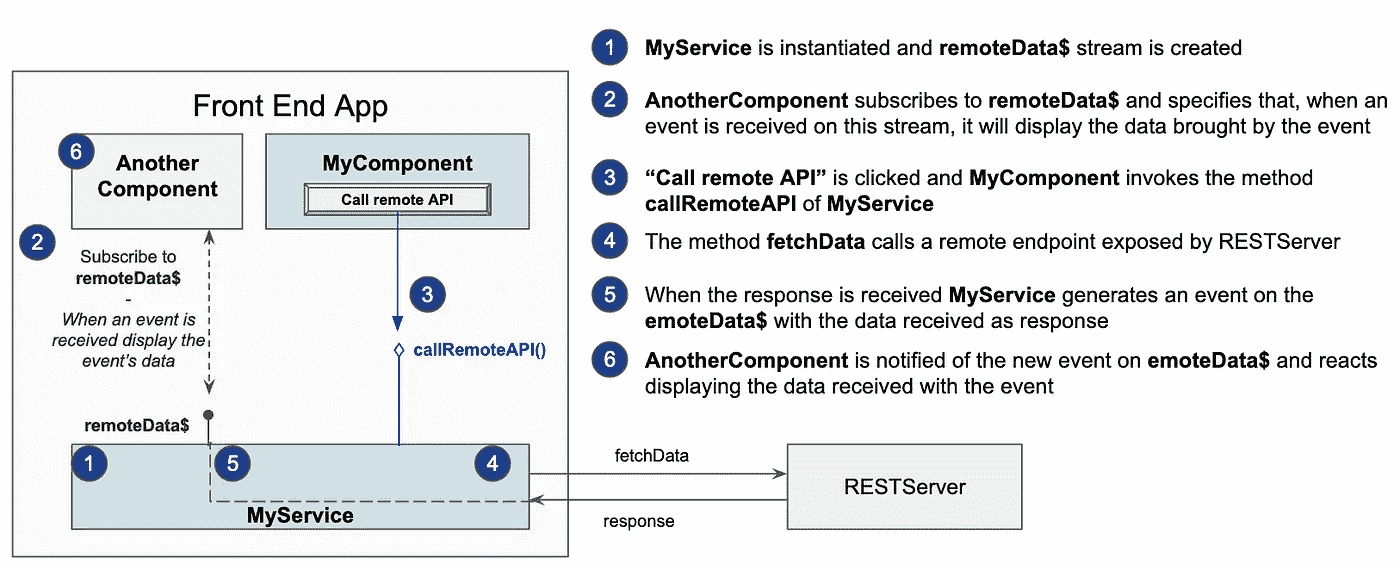 Front End App
6
Another
Component
MyComponent
Call remote API
2
Subscribe to
remoteData$
-
When an event is
received display the
event's data
3
callRemoteAPI()
remoteData$
1
5
4
MyService
fetchData
response
RESTServer
1 MyService is instantiated and remoteData$ stream is created
2 AnotherComponent subscribes to remoteData$ and specifies that, when an
event is received on this stream, it will display the data brought by the event
3 “Call remote API” is clicked and MyComponent invokes the method
callRemoteAPI of MyService
4 The method fetchData calls a remote endpoint exposed by RESTServer
5 When the response is received MyService generates an event on the
emoteData$ with the data received as response
6 AnotherComponent is notified of the new event on emoteData$ and reacts
displaying the data received with the event